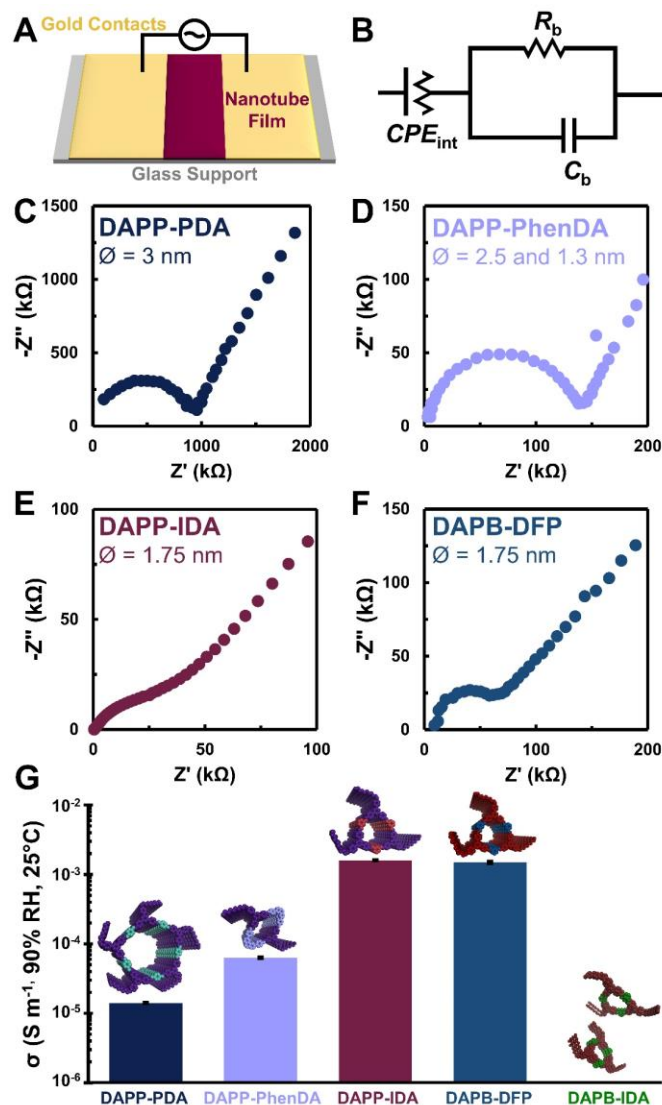 A
Gold Contacts
Nanotube
Film
Glass Support
B
R_b
CPE_int
C_b
C
DAPP-PDA
Ø = 3 nm
-Z'' (kΩ)
1500
1000
500
0
0 1000 2000
Z' (kΩ)
D
DAPP-PhenDA
Ø = 2.5 and 1.3 nm
-Z'' (kΩ)
150
100
50
0
0 100 200
Z' (kΩ)
E
DAPP-IDA
Ø = 1.75 nm
-Z'' (kΩ)
100
50
0
0 50 100
Z' (kΩ)
F
DAPB-DFP
Ø = 1.75 nm
-Z'' (kΩ)
150
100
50
0
0 100 200
Z' (kΩ)
G
σ (S m⁻¹, 90% RH, 25°C)
10⁻²
10⁻³
10⁻⁴
10⁻⁵
10⁻⁶
DAPP-PDA DAPP-PhenDA DAPP-IDA DAPB-DFP DAPB-IDA